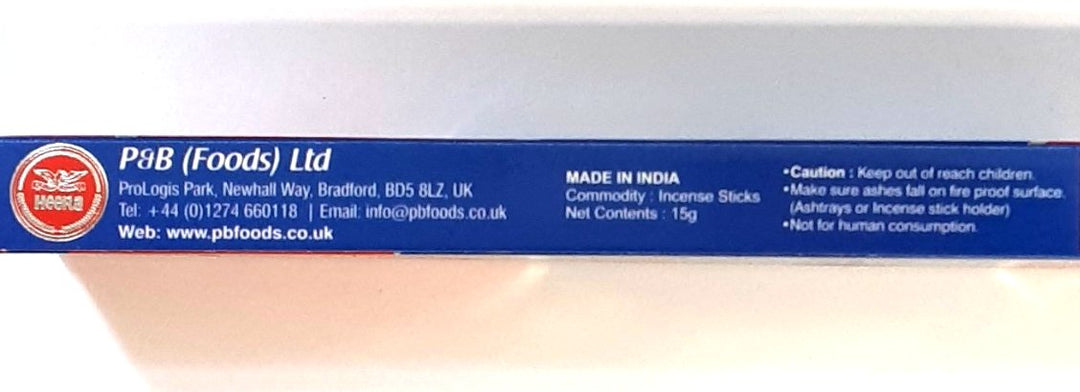 Heera
P&B (Foods) Ltd
ProLogis Park, Newhall Way, Bradford, BD5 8LZ, UK
Tel: +44 (0)1274 660118 | Email: info@pbfoods.co.uk
Web: www.pbfoods.co.uk
MADE IN INDIA
Commodity : Incense Sticks
Net Contents : 15g
•Caution : Keep out of reach children.
•Make sure ashes fall on fire proof surface.
(Ashtrays or Incense stick holder)
•Not for human consumption.